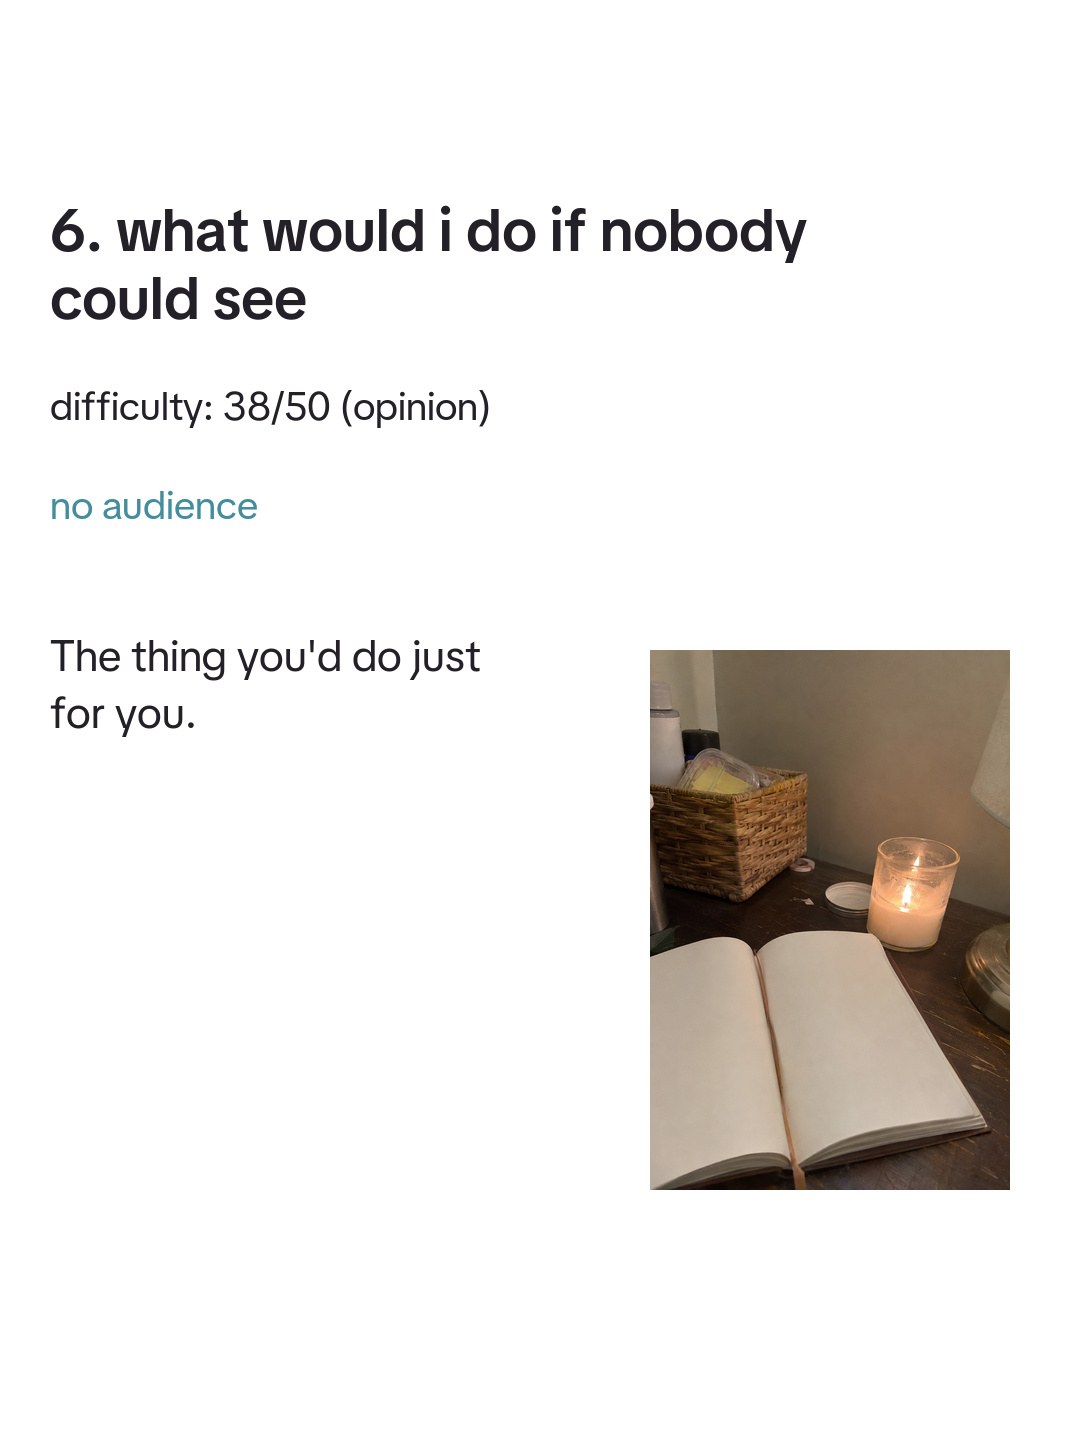 6. what would i do if nobody
could see
difficulty: 38/50 (opinion)
no audience
The thing you'd do just
for you.